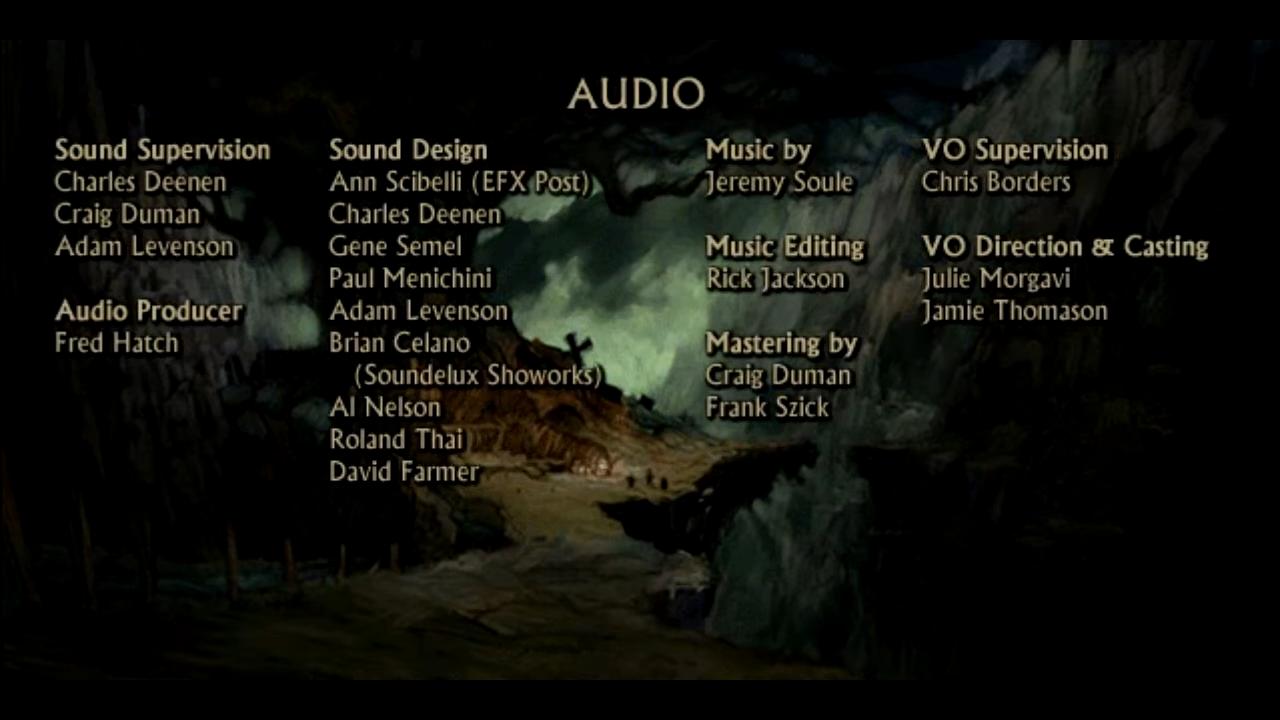 AUDIO
Sound Supervision
Charles Deenen
Craig Duman
Adam Levenson
Audio Producer
Fred Hatch
Sound Design
Ann Scibelli (EFX Post)
Charles Deenen
Gene Semel
Paul Menichini
Adam Levenson
Brian Celano
(Soundelux Showorks)
Al Nelson
Roland Thai
David Farmer
Music by
Jeremy Soule
Music Editing
Rick Jackson
Mastering by
Craig Duman
Frank Szick
VO Supervision
Chris Borders
VO Direction & Casting
Julie Morgavi
Jamie Thomason